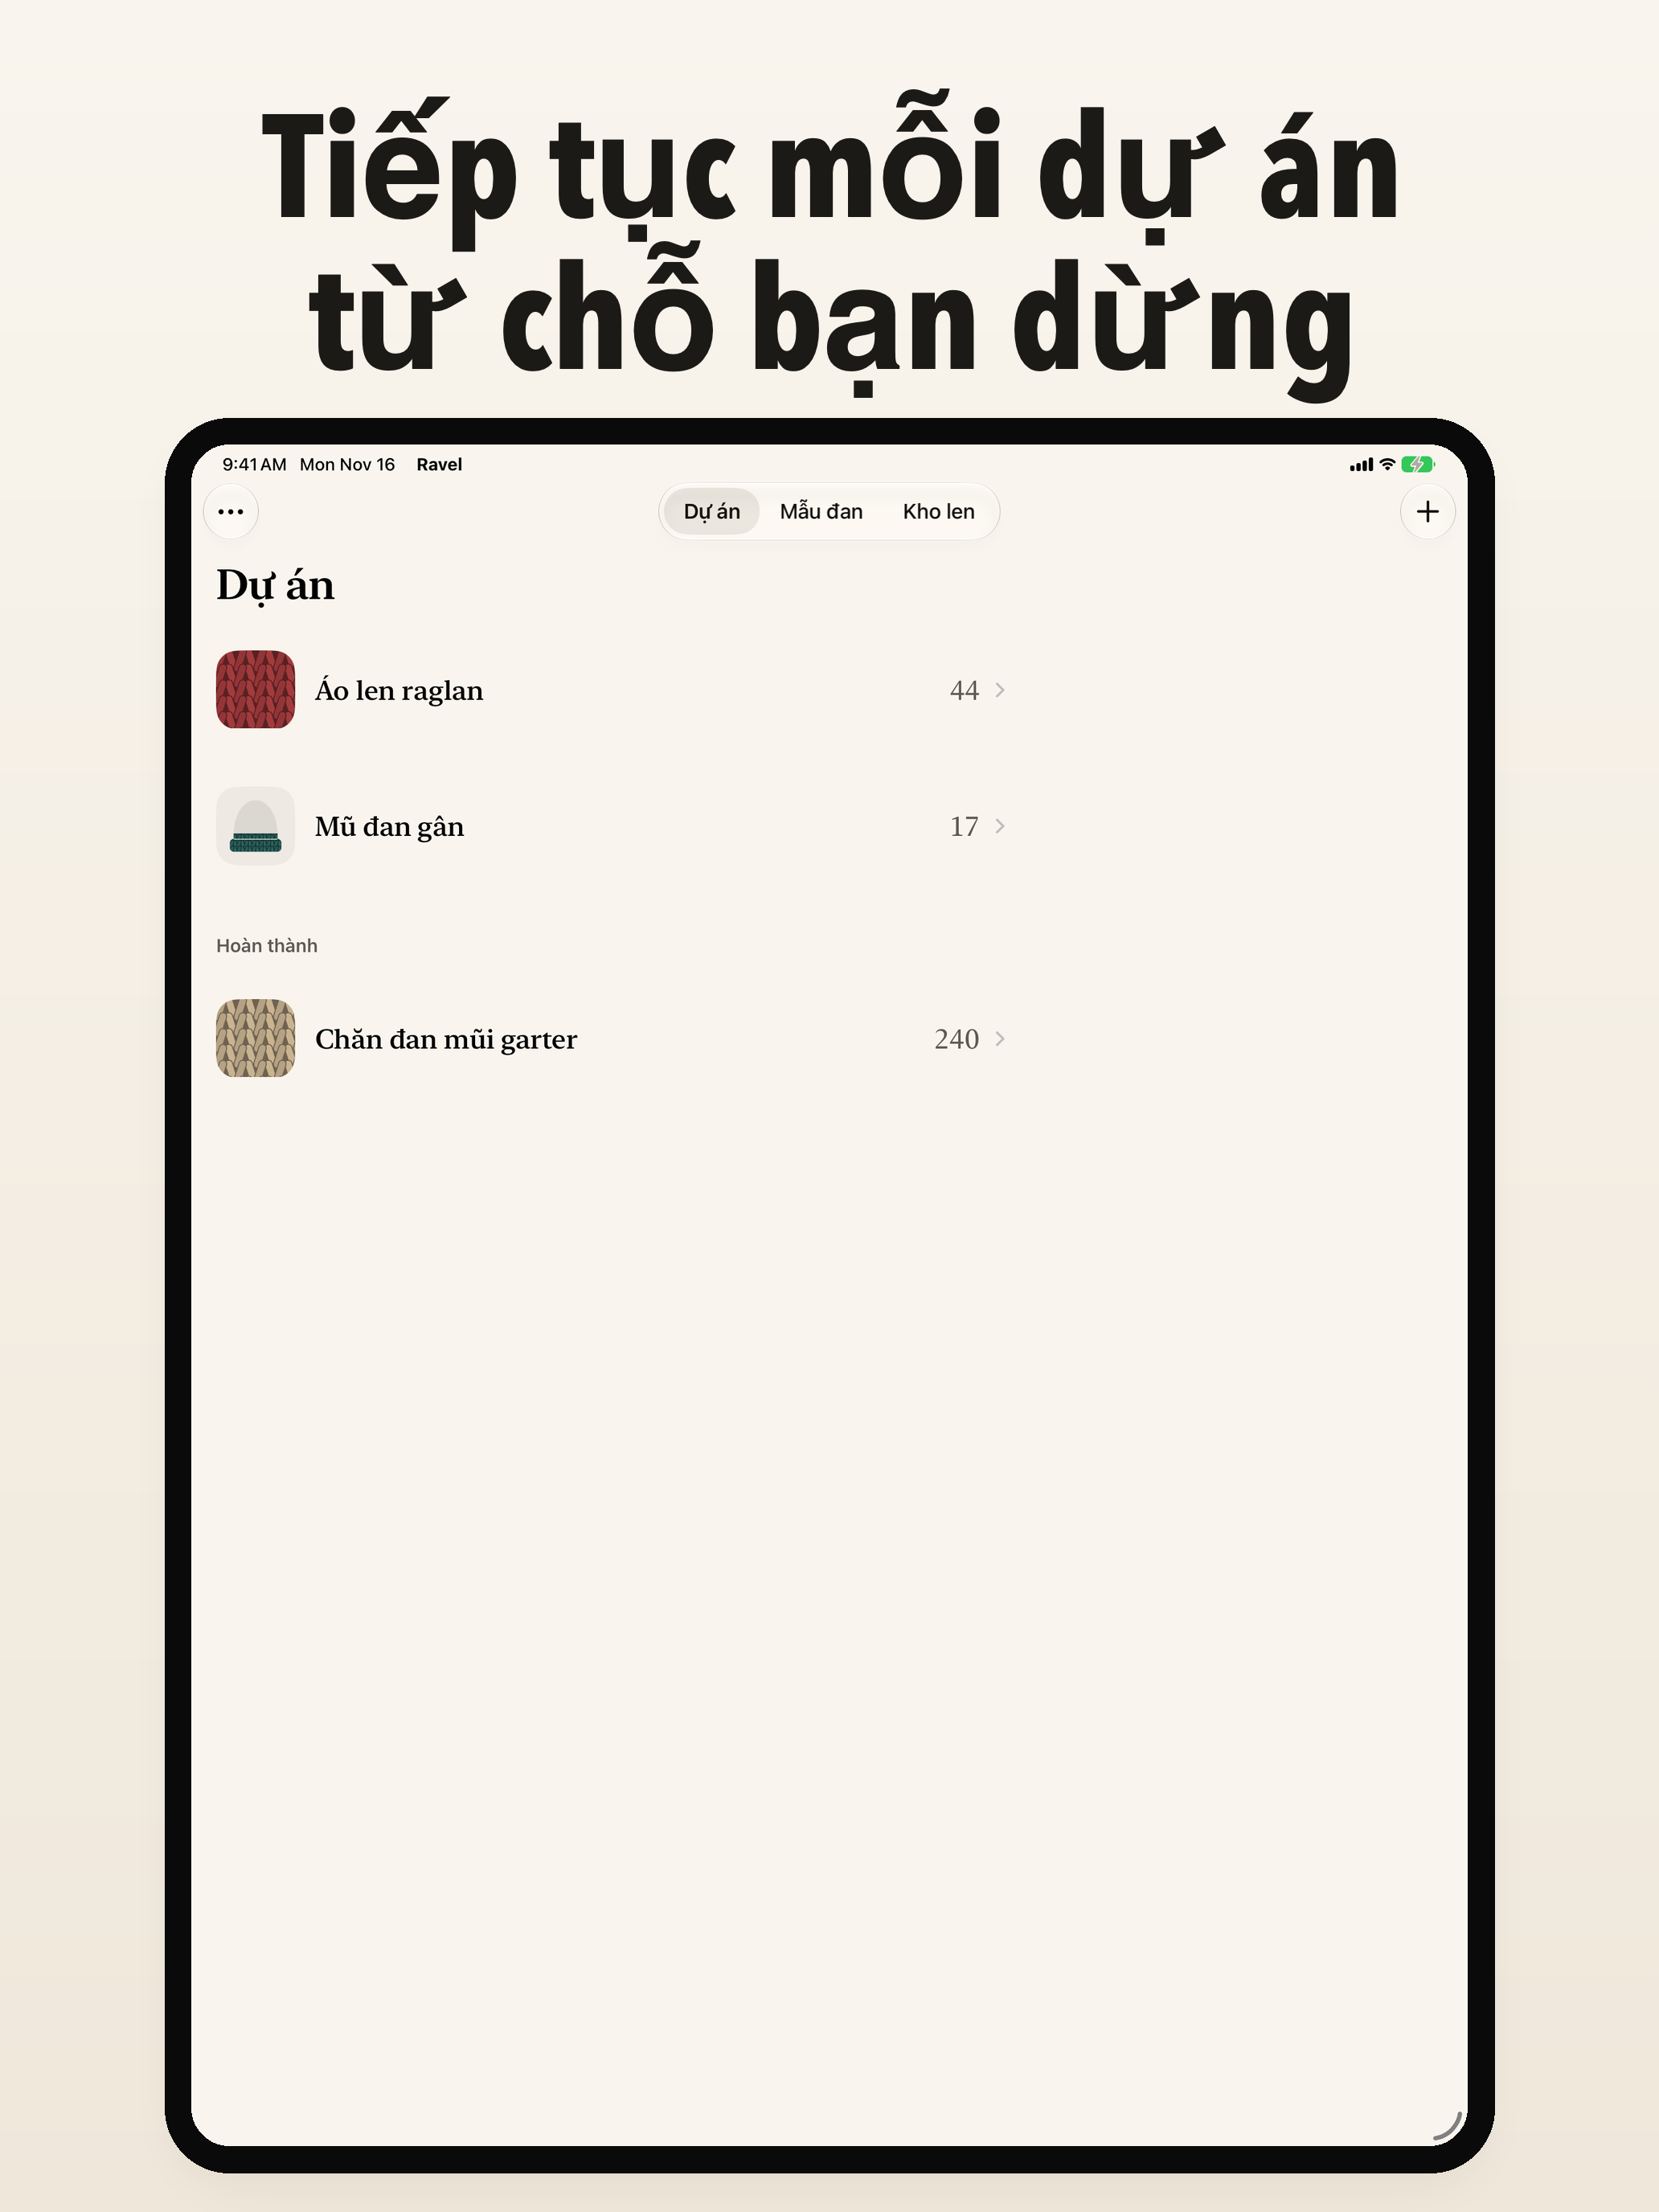 Tiếp tục mỗi dự án
từ chỗ bạn dừng
9:41 AM Mon Nov 16 Ravel
Dự án Mẫu đan Kho len
Dự án
Áo len raglan 44
Mũ đan gân 17
Hoàn thành
Chăn đan mũi garter 240